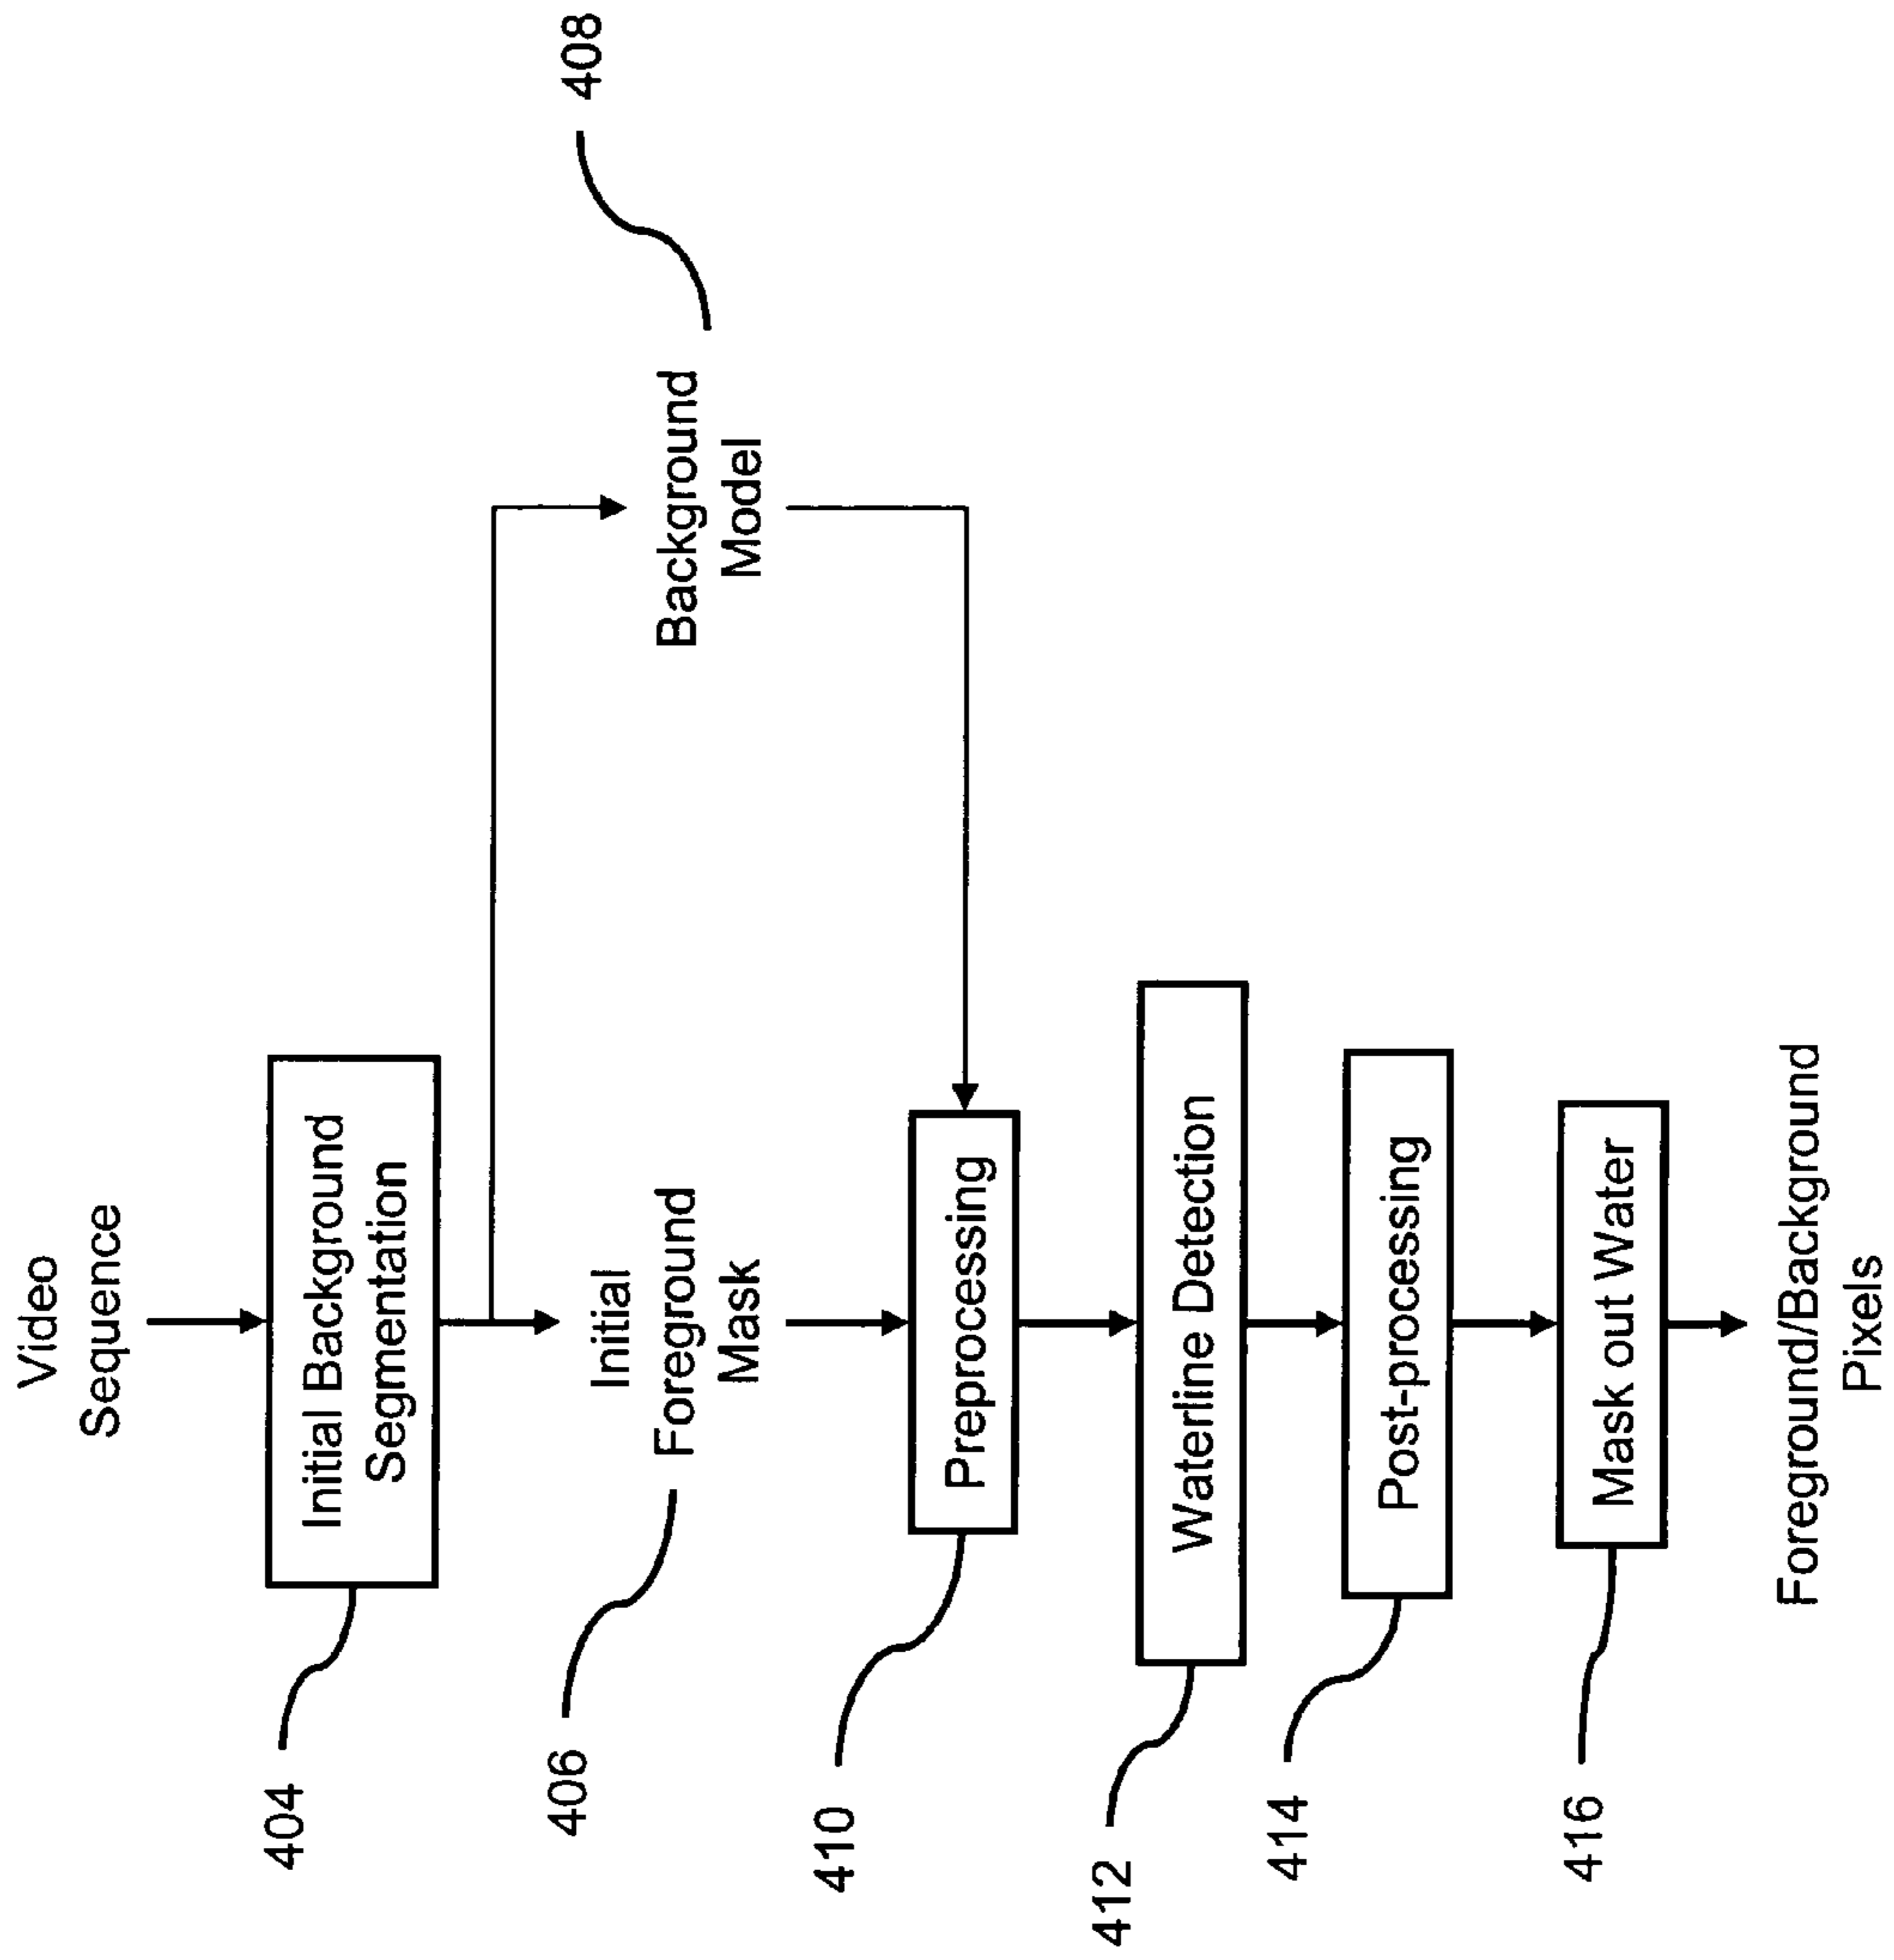 Video
Sequence
404
Initial Background
Segmentation
406
Initial
Foreground
Mask
Background
Model
408
410
Preprocessing
412
Waterline Detection
414
Post-processing
416
Mask out Water
Foreground/Background
Pixels